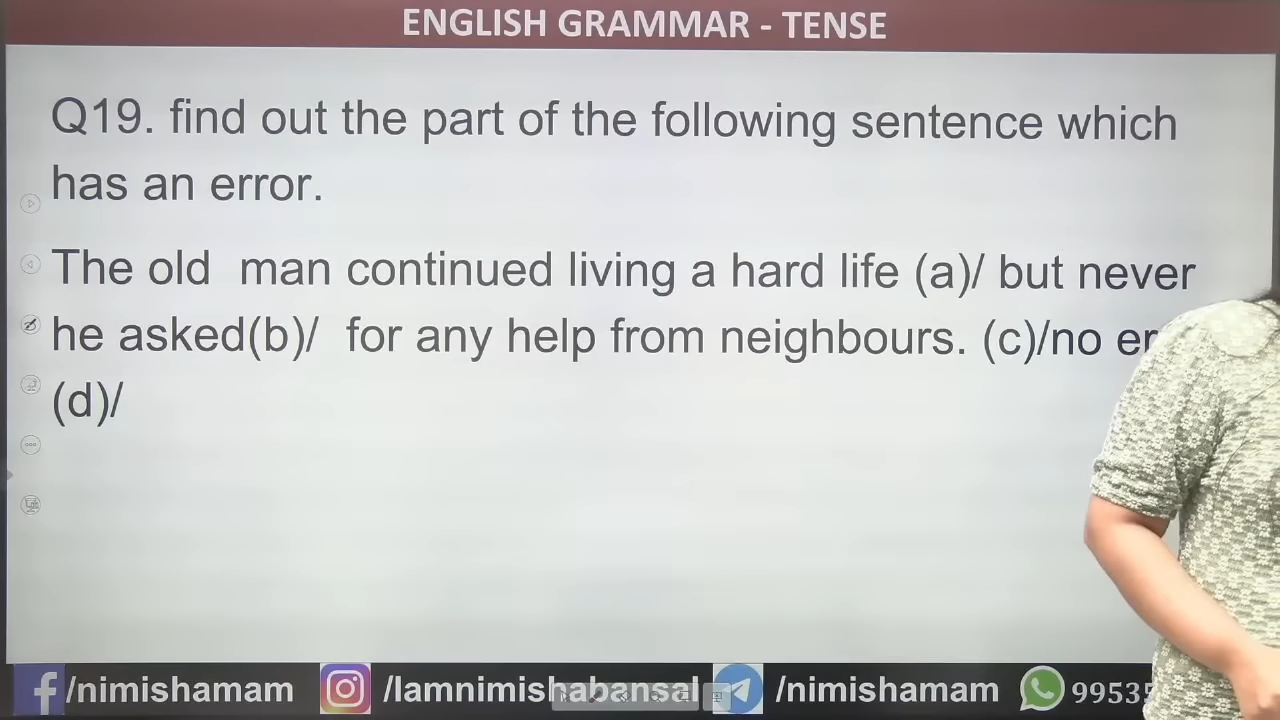 ENGLISH GRAMMAR - TENSE
Q19. find out the part of the following sentence which
has an error.
The old man continued living a hard life (a)/ but never
he asked(b)/ for any help from neighbours. (c)/no
(d)/
/nimishamam /Iamnimishabansal /nimishamam 99535